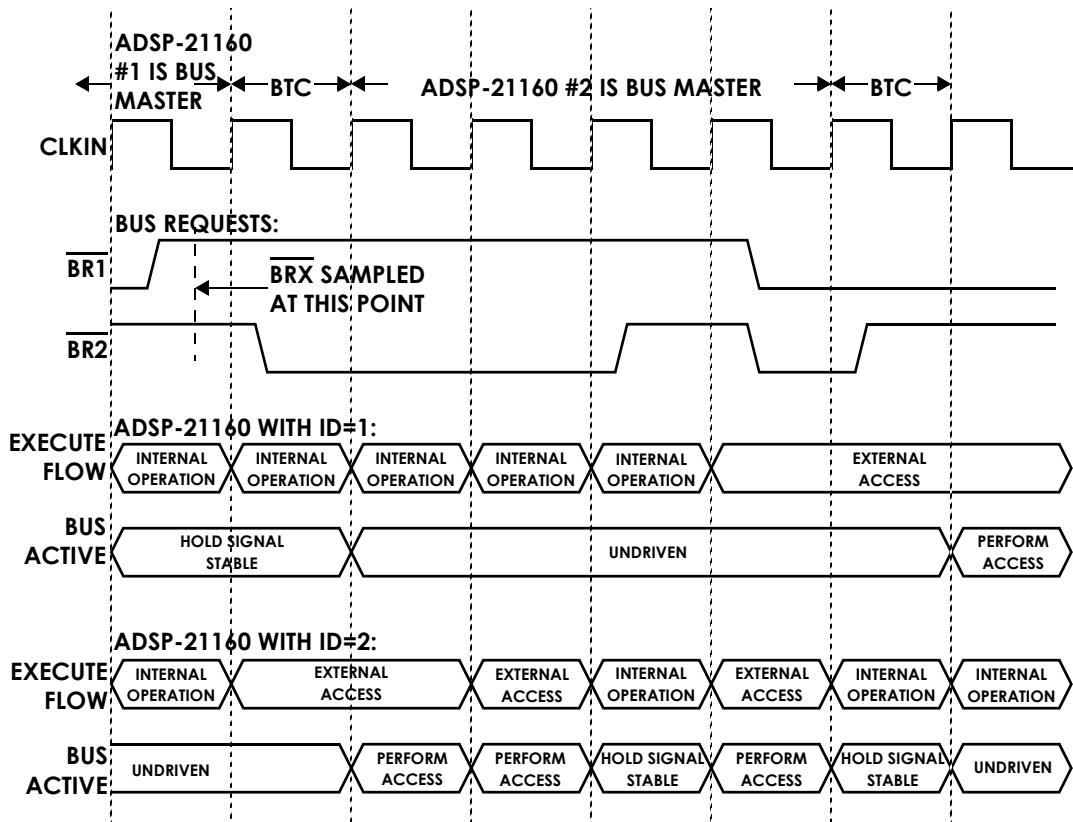 ADSP-21160
#1 IS BUS
MASTER
BTC
ADSP-21160 #2 IS BUS MASTER
BTC
CLKIN
BUS REQUESTS:
BR1
BRX SAMPLED
AT THIS POINT
BR2
ADSP-21160 WITH ID=1:
EXECUTE
FLOW
INTERNAL
OPERATION
INTERNAL
OPERATION
INTERNAL
OPERATION
INTERNAL
OPERATION
INTERNAL
OPERATION
EXTERNAL
ACCESS
BUS
ACTIVE
HOLD SIGNAL
STABLE
UNDRIVEN
PERFORM
ACCESS
ADSP-21160 WITH ID=2:
EXECUTE
FLOW
INTERNAL
OPERATION
EXTERNAL
ACCESS
EXTERNAL
ACCESS
INTERNAL
OPERATION
EXTERNAL
ACCESS
INTERNAL
OPERATION
INTERNAL
OPERATION
BUS
ACTIVE
UNDRIVEN
PERFORM
ACCESS
PERFORM
ACCESS
HOLD SIGNAL
STABLE
PERFORM
ACCESS
HOLD SIGNAL
STABLE
UNDRIVEN